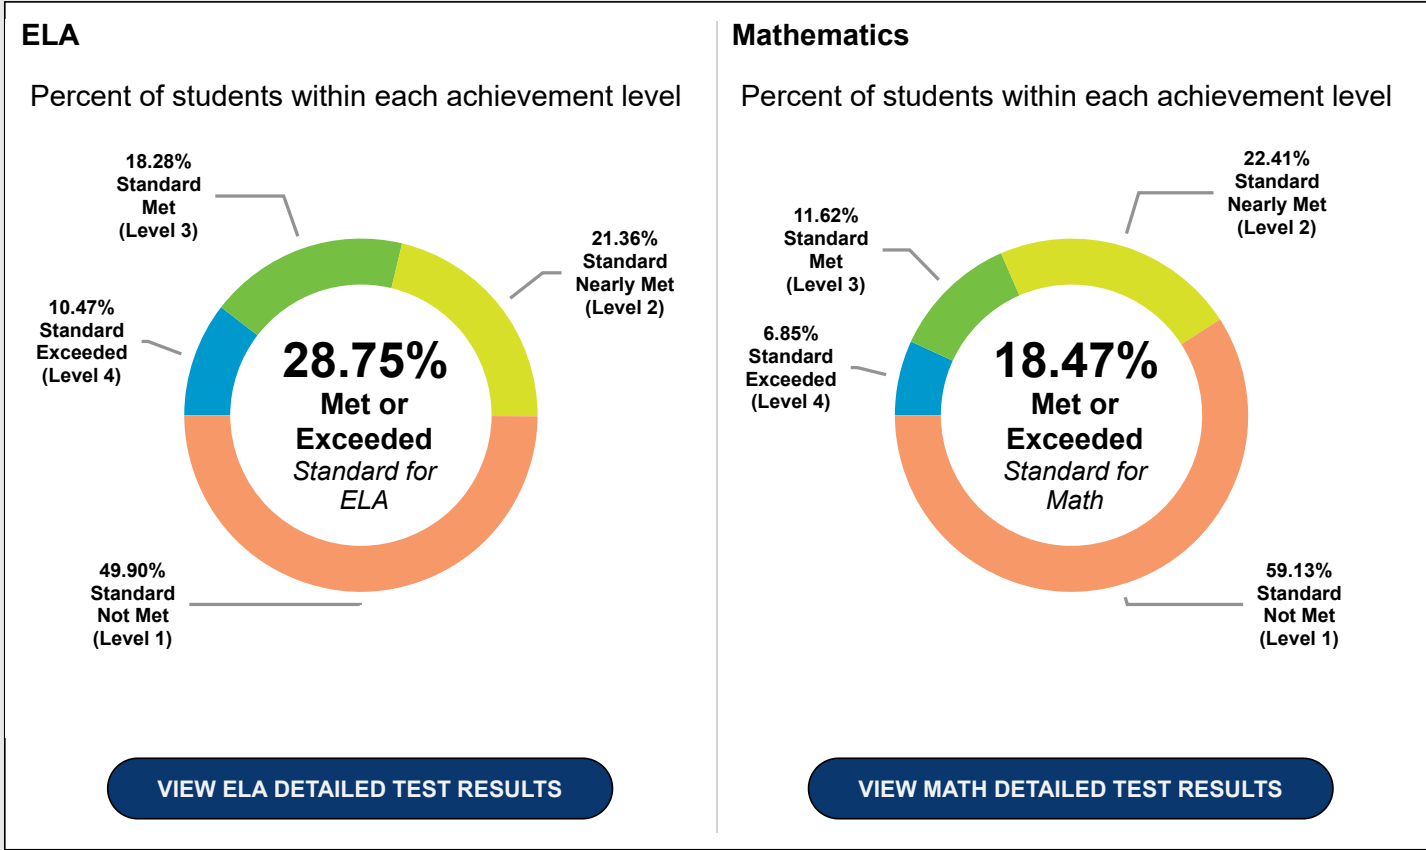 ELA
Percent of students within each achievement level
18.28%
Standard
Met
(Level 3)
21.36%
Standard
Nearly Met
(Level 2)
10.47%
Standard
Exceeded
(Level 4)
28.75%
Met or
Exceeded
Standard for
ELA
49.90%
Standard
Not Met
(Level 1)
VIEW ELA DETAILED TEST RESULTS
Mathematics
Percent of students within each achievement level
22.41%
Standard
Nearly Met
(Level 2)
11.62%
Standard
Met
(Level 3)
6.85%
Standard
Exceeded
(Level 4)
18.47%
Met or
Exceeded
Standard for
Math
59.13%
Standard
Not Met
(Level 1)
VIEW MATH DETAILED TEST RESULTS